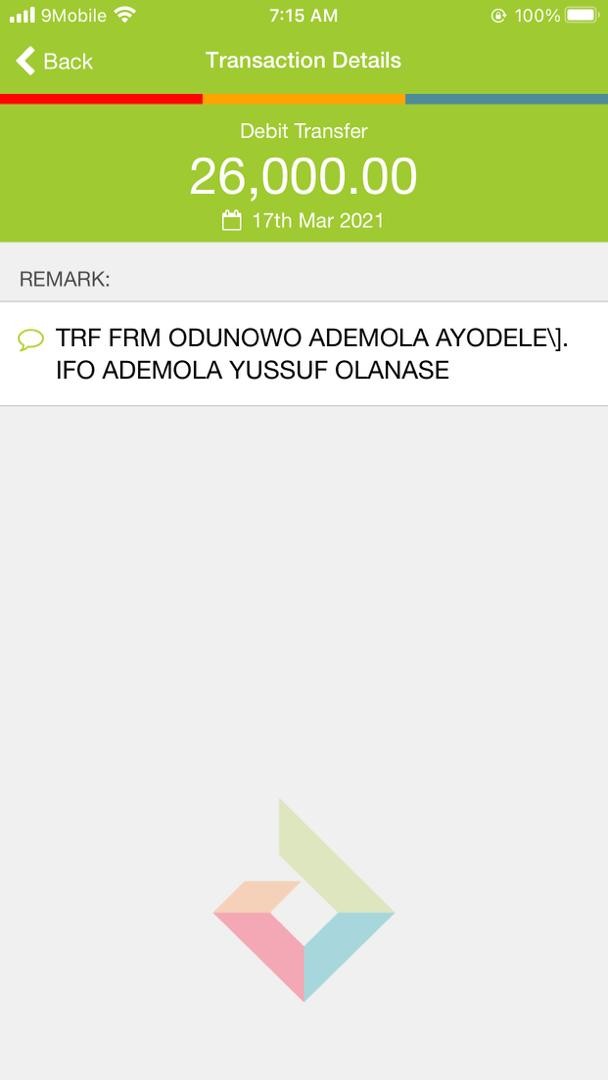 9Mobile 7:15 AM 100%
Back Transaction Details
Debit Transfer
26,000.00
17th Mar 2021
REMARK:
TRF FRM ODUNOWO ADEMOLA AYODELE\].
IFO ADEMOLA YUSSUF OLANASE